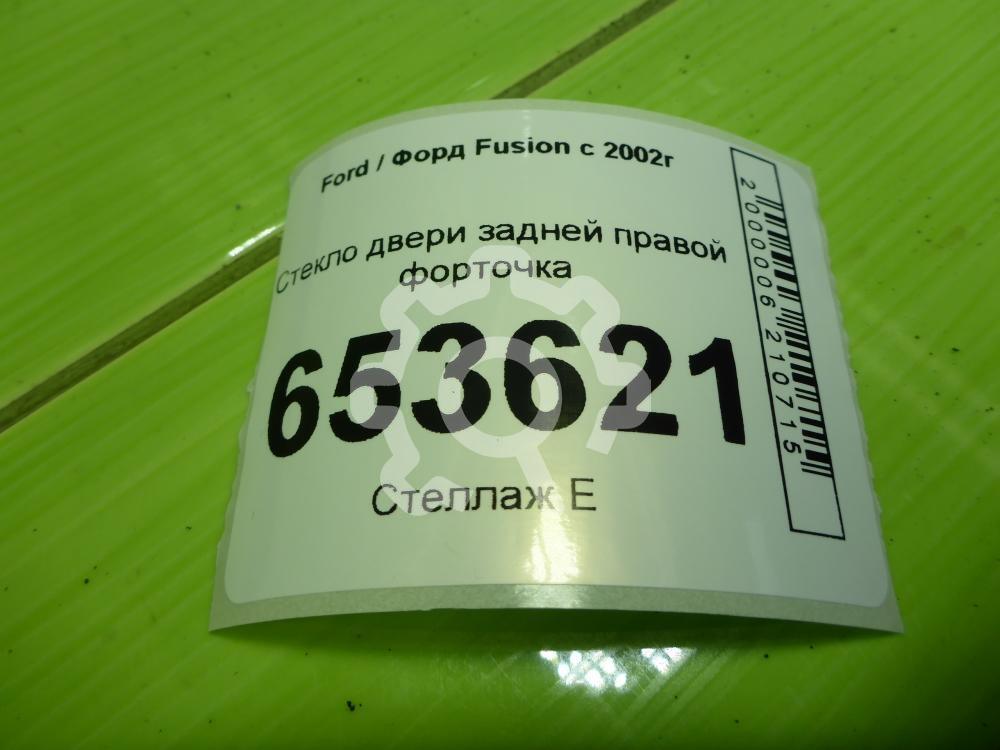 Ford / Форд Fusion с 2002г
Стекло двери задней правой
форточка
653621
Стеллаж Е
2000006210715